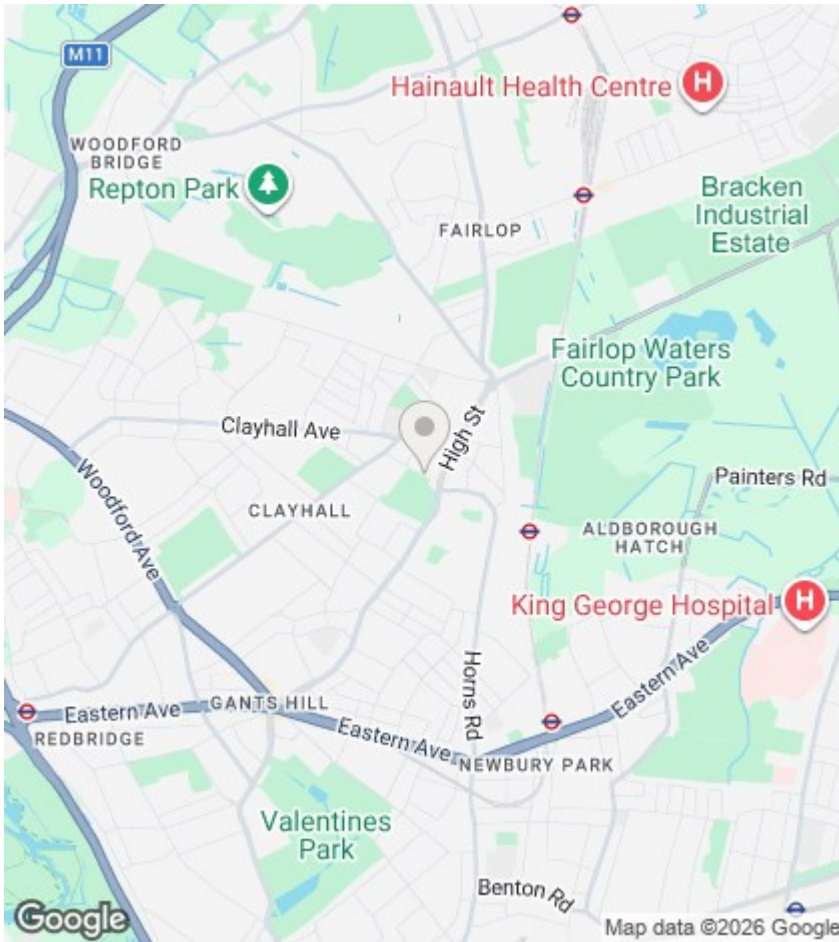 M11
Hainault Health Centre
H
WOODFORD
BRIDGE
Repton Park
Bracken
Industrial
Estate
FAIRLOP
Fairlop Waters
Country Park
Clayhall Ave
High St
Painters Rd
Woodford Ave
CLAYHALL
ALDBOROUGH
HATCH
King George Hospital
H
Horns Rd
Eastern Ave
Eastern Ave
GANTS HILL
REDBRIDGE
Eastern Ave
NEWBURY PARK
Valentines
Park
Benton Rd
Google
Map data ©2026 Google